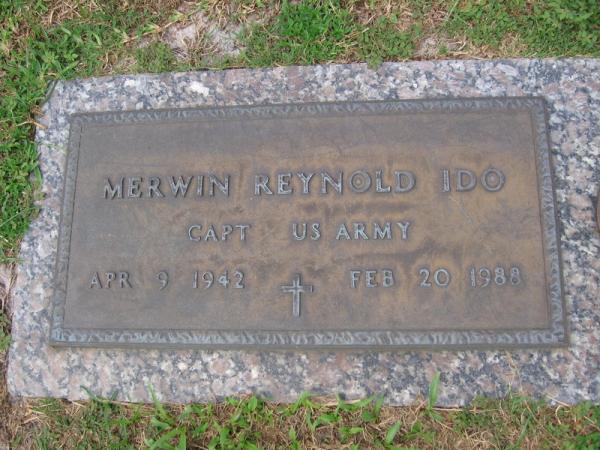 MERWIN REYNOLD IDO
CAPT US ARMY
APR 9 1942 FEB 20 1988